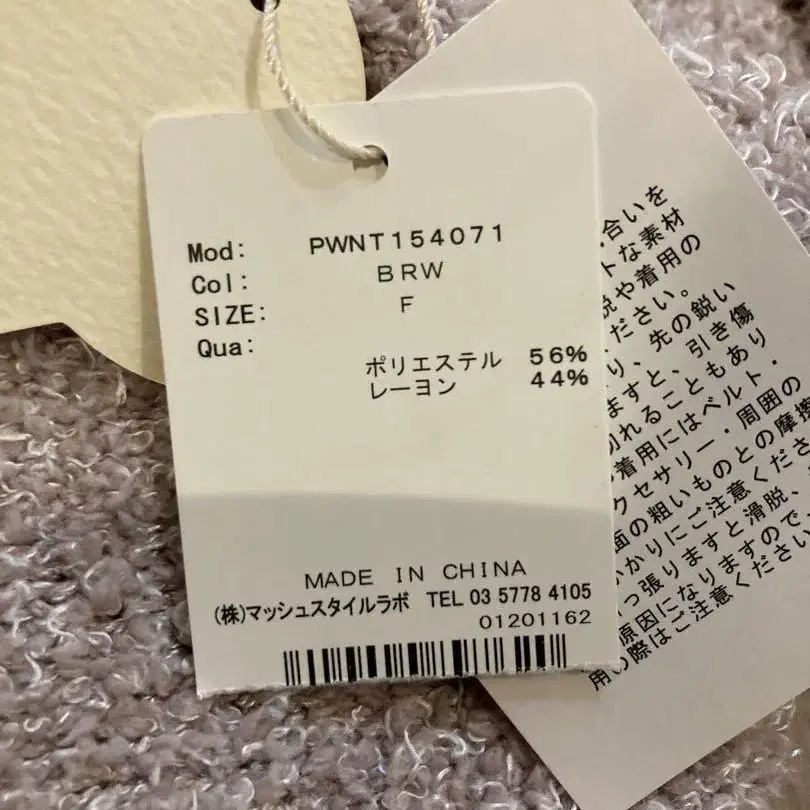 Mod: PWNT154071
Col: BRW
SIZE: F
Qua:
ポリエステル 56%
レーヨン 44%
MADE IN CHINA
(株)マッシュスタイルラボ TEL 03 5778 4105
01201162
合いを
トな素材
脱や着用の
ださい。
り、先の鋭い
ますと、引き傷
切れることもあり
着用にはベルト・
クセサリー・周囲の
面の粗いものとの摩擦
かかりにご注意くださ
っ張りますと滑脱、
原因になりますので、
用の際はご注意ください